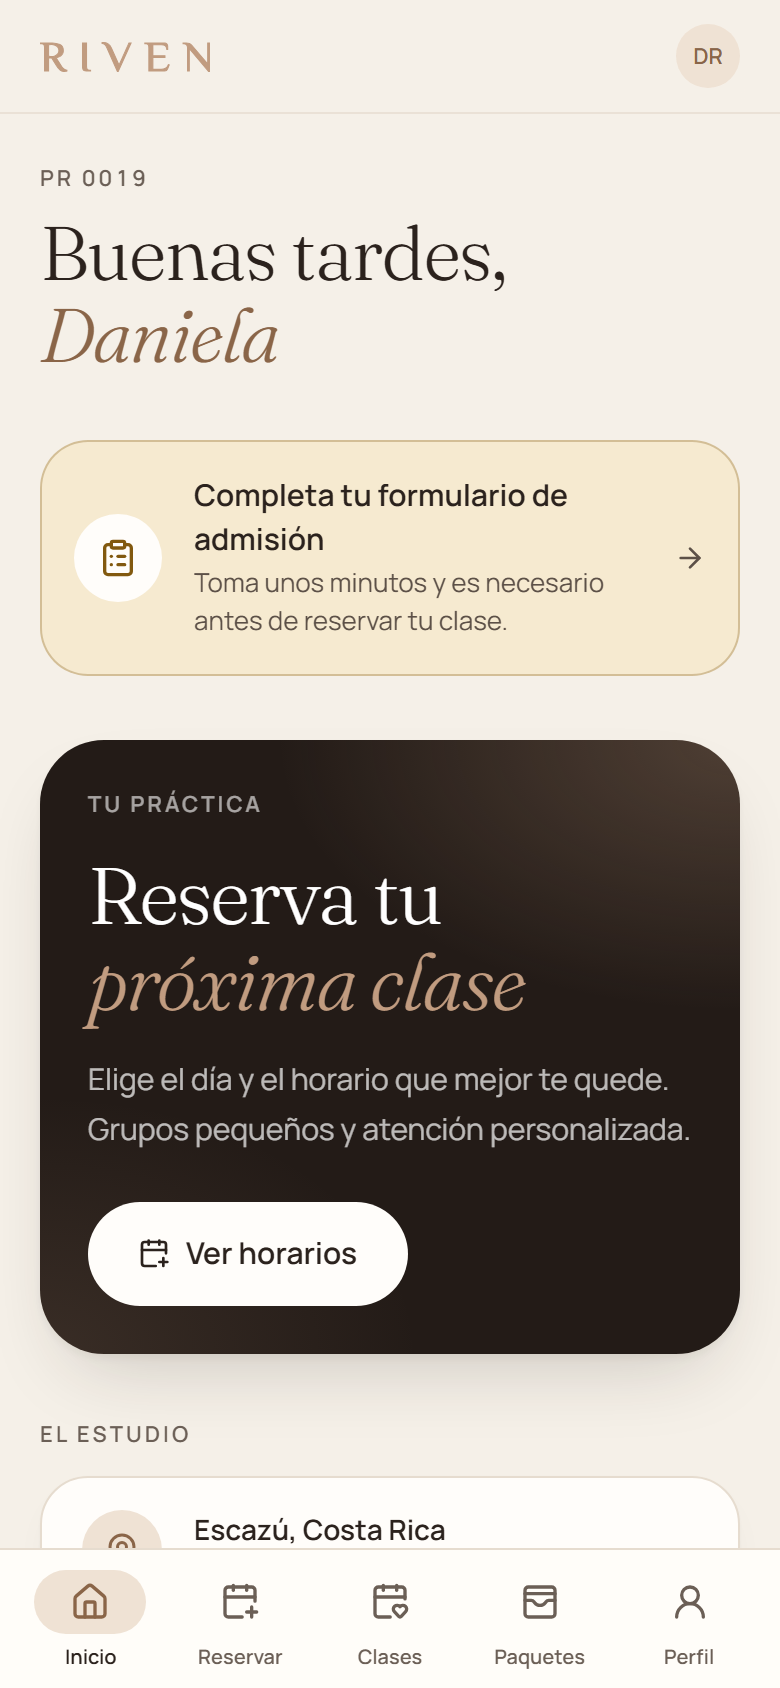 RIVEN
DR
PR 0019
Buenas tardes,
Daniela
Completa tu formulario de
admisión
Toma unos minutos y es necesario
antes de reservar tu clase.
TU PRÁCTICA
Reserva tu
próxima clase
Elige el día y el horario que mejor te quede.
Grupos pequeños y atención personalizada.
Ver horarios
EL ESTUDIO
Escazú, Costa Rica
Inicio
Reservar
Clases
Paquetes
Perfil